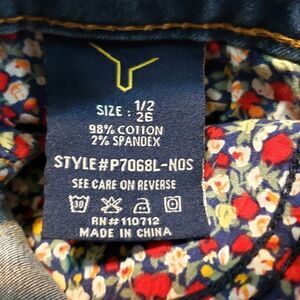 SIZE: 1/2
26
98% COTTON
2% SPANDEX
STYLE#P7068L-NOS
SEE CARE ON REVERSE
30
RN#110712
MADE IN CHINA